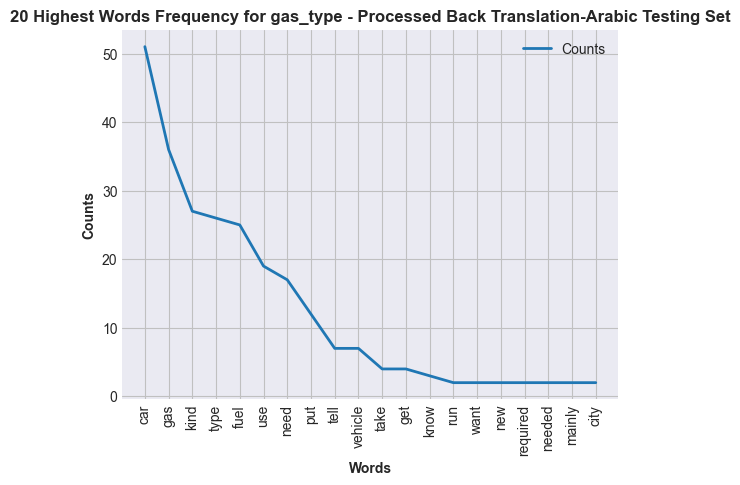 20 Highest Words Frequency for gas_type - Processed Back Translation-Arabic Testing Set
Counts
50
40
30
20
10
0
Counts
car
gas
kind
type
fuel
use
need
put
tell
vehicle
take
get
know
run
want
new
required
needed
mainly
city
Words